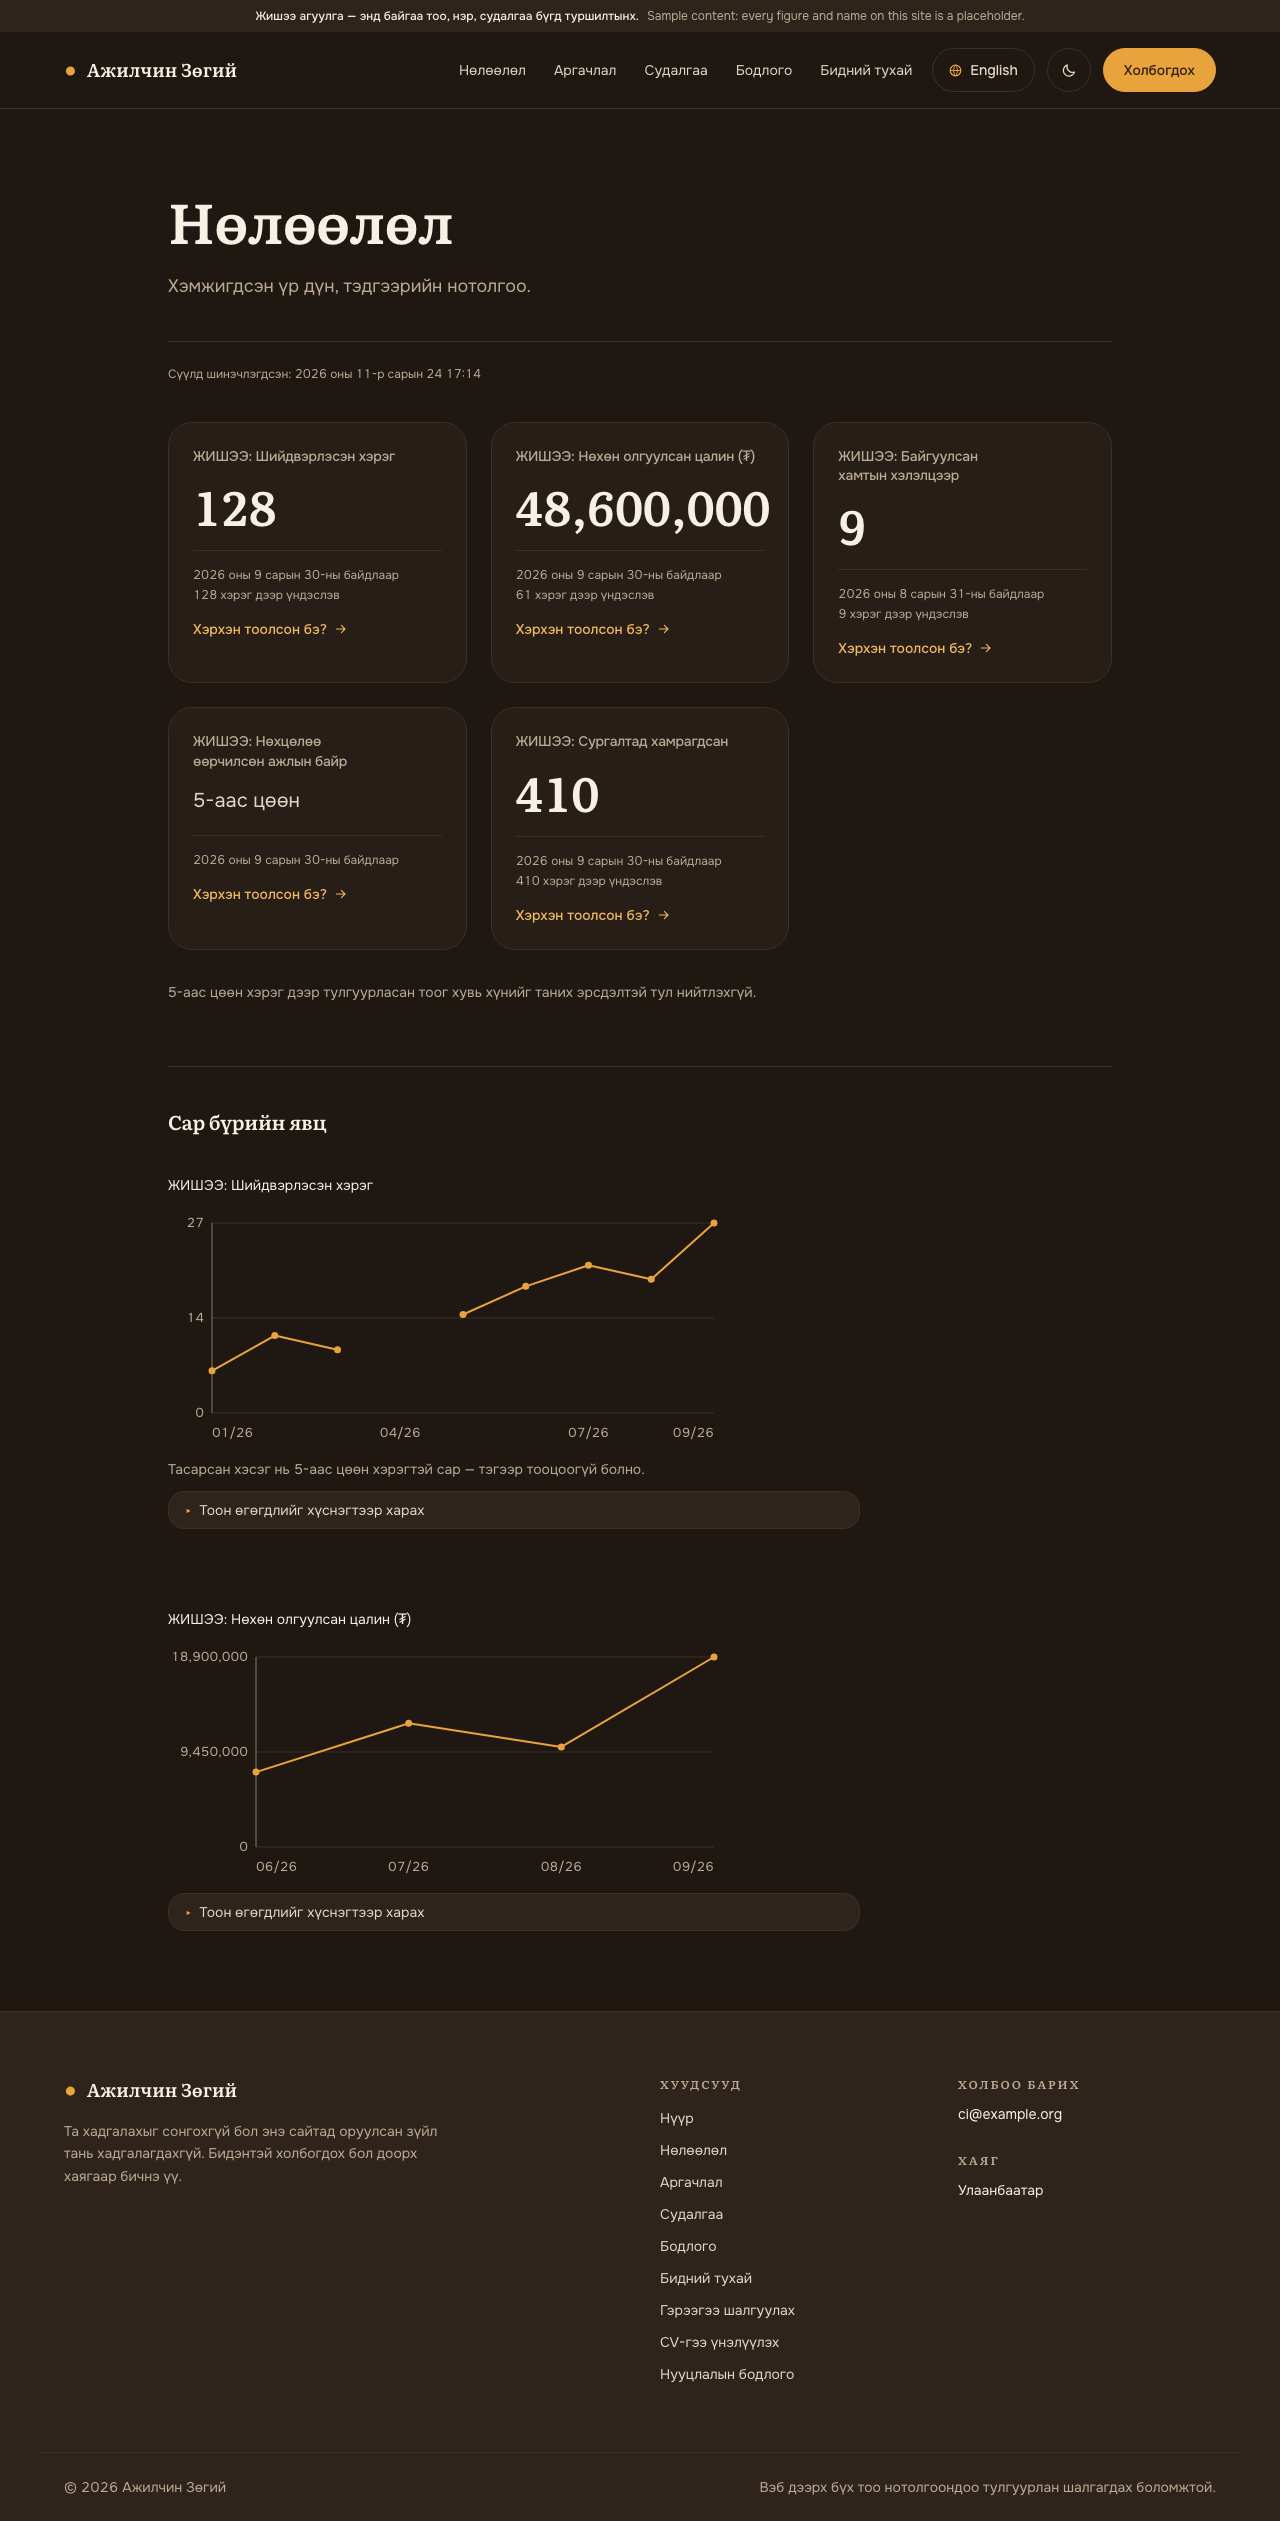 Жишээ агуулга — энд байгаа тоо, нэр, судалгаа бүгд туршилтынх. Sample content: every figure and name on this site is a placeholder.
Ажилчин Зөгий
Нөлөөлөл
Аргачлал
Судалгаа
Бодлого
Бидний тухай
English
Холбогдох
Нөлөөлөл
Хэмжигдсэн үр дүн, тэдгээрийн нотолгоо.
Сүүлд шинэчлэгдсэн: 2026 оны 11-р сарын 24 17:14
ЖИШЭЭ: Шийдвэрлэсэн хэрэг
128
2026 оны 9 сарын 30-ны байдлаар
128 хэрэг дээр үндэслэв
Хэрхэн тоолсон бэ? →
ЖИШЭЭ: Нөхөн олгуулсан цалин (₮)
48,600,000
2026 оны 9 сарын 30-ны байдлаар
61 хэрэг дээр үндэслэв
Хэрхэн тоолсон бэ? →
ЖИШЭЭ: Байгуулсан
хамтын хэлэлцээр
9
2026 оны 8 сарын 31-ны байдлаар
9 хэрэг дээр үндэслэв
Хэрхэн тоолсон бэ? →
ЖИШЭЭ: Нөхцөлөө
өөрчилсөн ажлын байр
5-аас цөөн
2026 оны 9 сарын 30-ны байдлаар
Хэрхэн тоолсон бэ? →
ЖИШЭЭ: Сургалтад хамрагдсан
410
2026 оны 9 сарын 30-ны байдлаар
410 хэрэг дээр үндэслэв
Хэрхэн тоолсон бэ? →
5-аас цөөн хэрэг дээр тулгуурласан тоог хувь хүнийг таних эрсдэлтэй тул нийтлэхгүй.
Сар бүрийн явц
ЖИШЭЭ: Шийдвэрлэсэн хэрэг
27
14
0
01/26
04/26
07/26
09/26
Тасарсан хэсэг нь 5-аас цөөн хэрэгтэй сар — тэгээр тооцоогүй болно.
Тоон өгөгдлийг хүснэгтээр харах
ЖИШЭЭ: Нөхөн олгуулсан цалин (₮)
18,900,000
9,450,000
0
06/26
07/26
08/26
09/26
Тоон өгөгдлийг хүснэгтээр харах
Ажилчин Зөгий
Та хадгалахыг сонгохгүй бол энэ сайтад оруулсан зүйл
тань хадгалагдахгүй. Бидэнтэй холбогдох бол доорх
хаягаар бичнэ үү.
ХУУДСУУД
Нүүр
Нөлөөлөл
Аргачлал
Судалгаа
Бодлого
Бидний тухай
Гэрээгээ шалгуулах
CV-гээ үнэлүүлэх
Нууцлалын бодлого
ХОЛБОО БАРИХ
ci@example.org
ХАЯГ
Улаанбаатар
© 2026 Ажилчин Зөгий
Вэб дээрх бүх тоо нотолгоондоо тулгуурлан шалгагдах боломжтой.